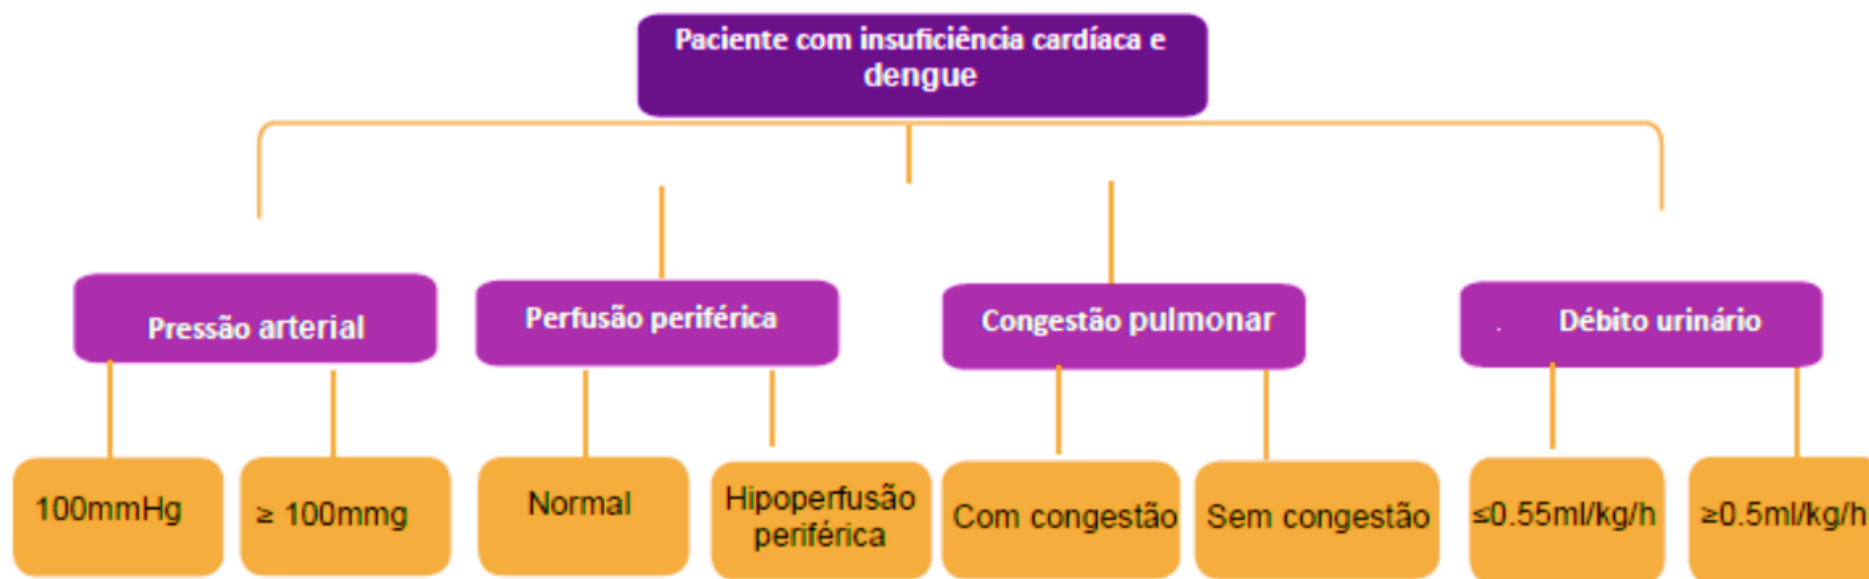 Paciente com insuficiência cardíaca e
dengue
Pressão arterial
Perfusão periférica
Congestão pulmonar
. Débito urinário
100mmHg
≥ 100mmg
Normal
Hipoperfusão
periférica
Com congestão
Sem congestão
≤0.55ml/kg/h
≥0.5ml/kg/h